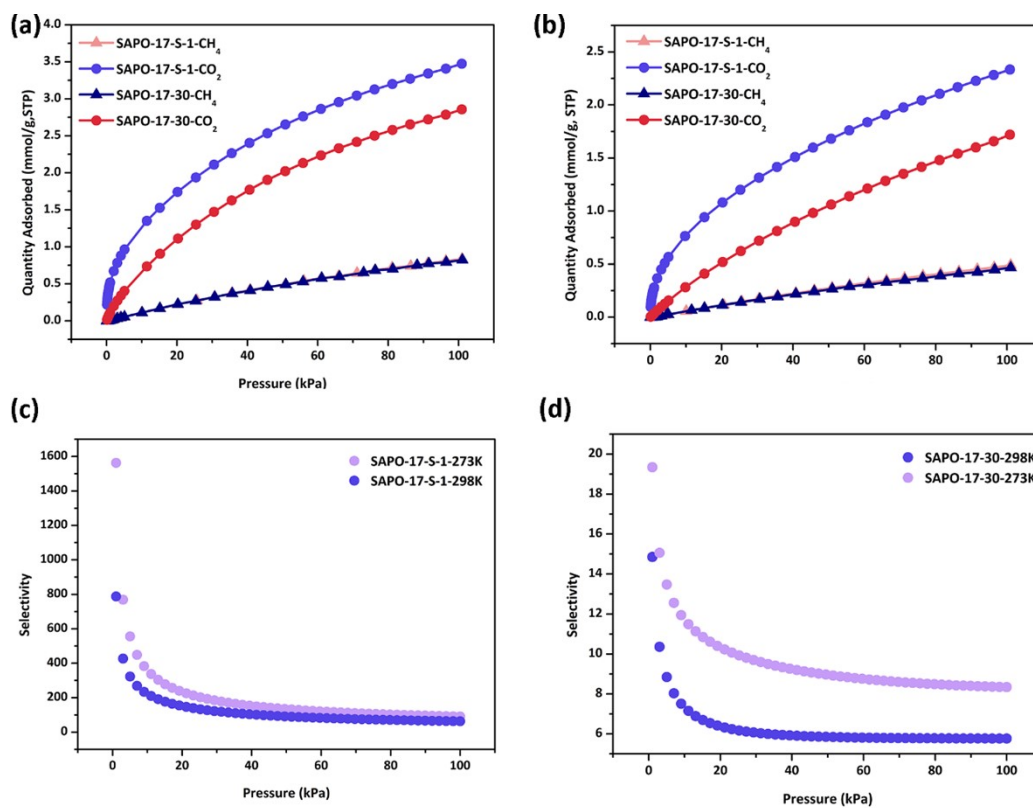 (a)
SAPO-17-S-1-CH₄
SAPO-17-S-1-CO₂
SAPO-17-30-CH₄
SAPO-17-30-CO₂
Quantity Adsorbed (mmol/g,STP)
4.0
3.5
3.0
2.5
2.0
1.5
1.0
0.5
0.0
0 20 40 60 80 100
Pressure (kPa)
(b)
SAPO-17-S-1-CH₄
SAPO-17-S-1-CO₂
SAPO-17-30-CH₄
SAPO-17-30-CO₂
Quantity Adsorbed (mmol/g, STP)
2.5
2.0
1.5
1.0
0.5
0.0
0 20 40 60 80 100
Pressure (kPa)
(c)
SAPO-17-S-1-273K
SAPO-17-S-1-298K
Selectivity
1600
1400
1200
1000
800
600
400
200
0
0 20 40 60 80 100
Pressure (kPa)
(d)
SAPO-17-30-298K
SAPO-17-30-273K
Selectivity
20
18
16
14
12
10
8
6
0 20 40 60 80 100
Pressure (kPa)